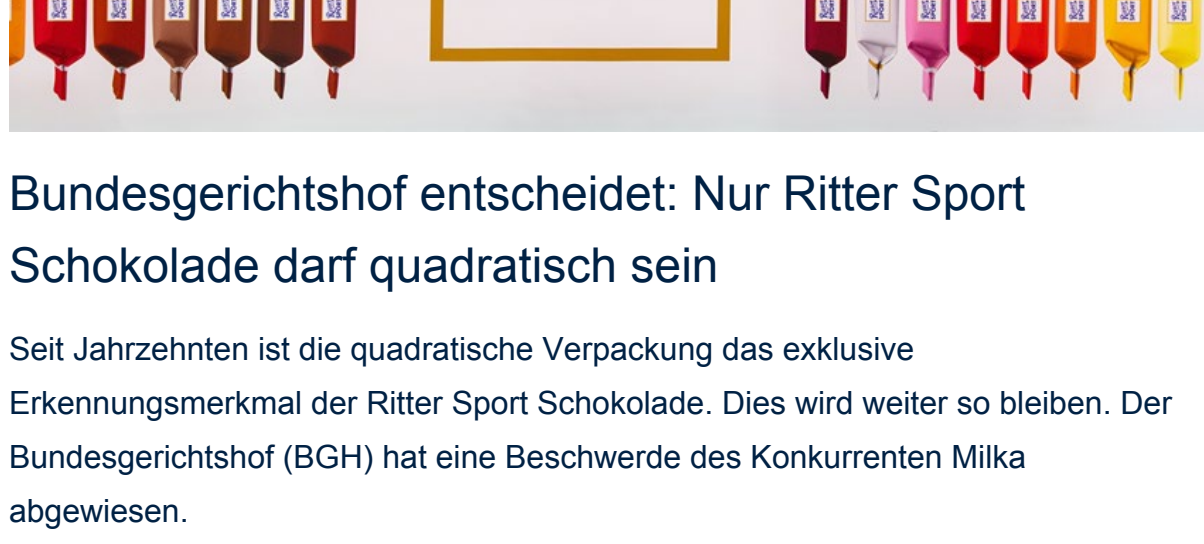 Bundesgerichtshof entscheidet: Nur Ritter Sport
Schokolade darf quadratisch sein
Seit Jahrzehnten ist die quadratische Verpackung das exklusive
Erkennungsmerkmal der Ritter Sport Schokolade. Dies wird weiter so bleiben. Der
Bundesgerichtshof (BGH) hat eine Beschwerde des Konkurrenten Milka
abgewiesen.